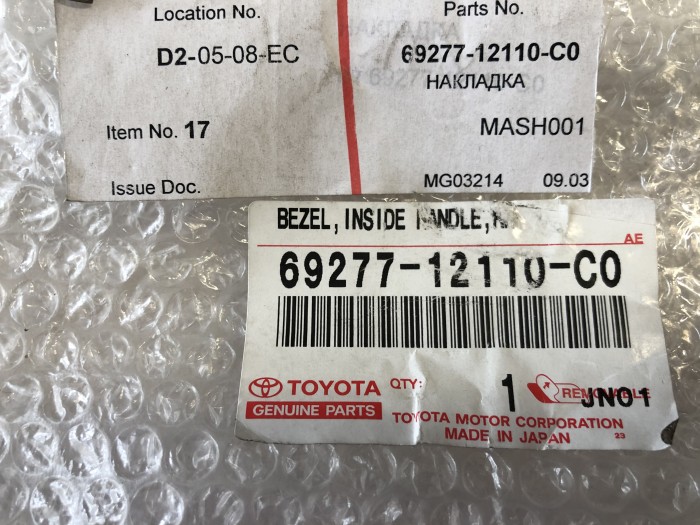 Location No.
Parts No.
D2-05-08-EC
69277-12110-C0
НАКЛАДКА
Item No. 17
MASH001
Issue Doc.
MG03214 09.03
BEZEL, INSIDE HANDLE,
AE
69277-12110-C0
TOYOTA
GENUINE PARTS
QTY: 1
REMOVABLE
JN01
TOYOTA MOTOR CORPORATION
MADE IN JAPAN
23